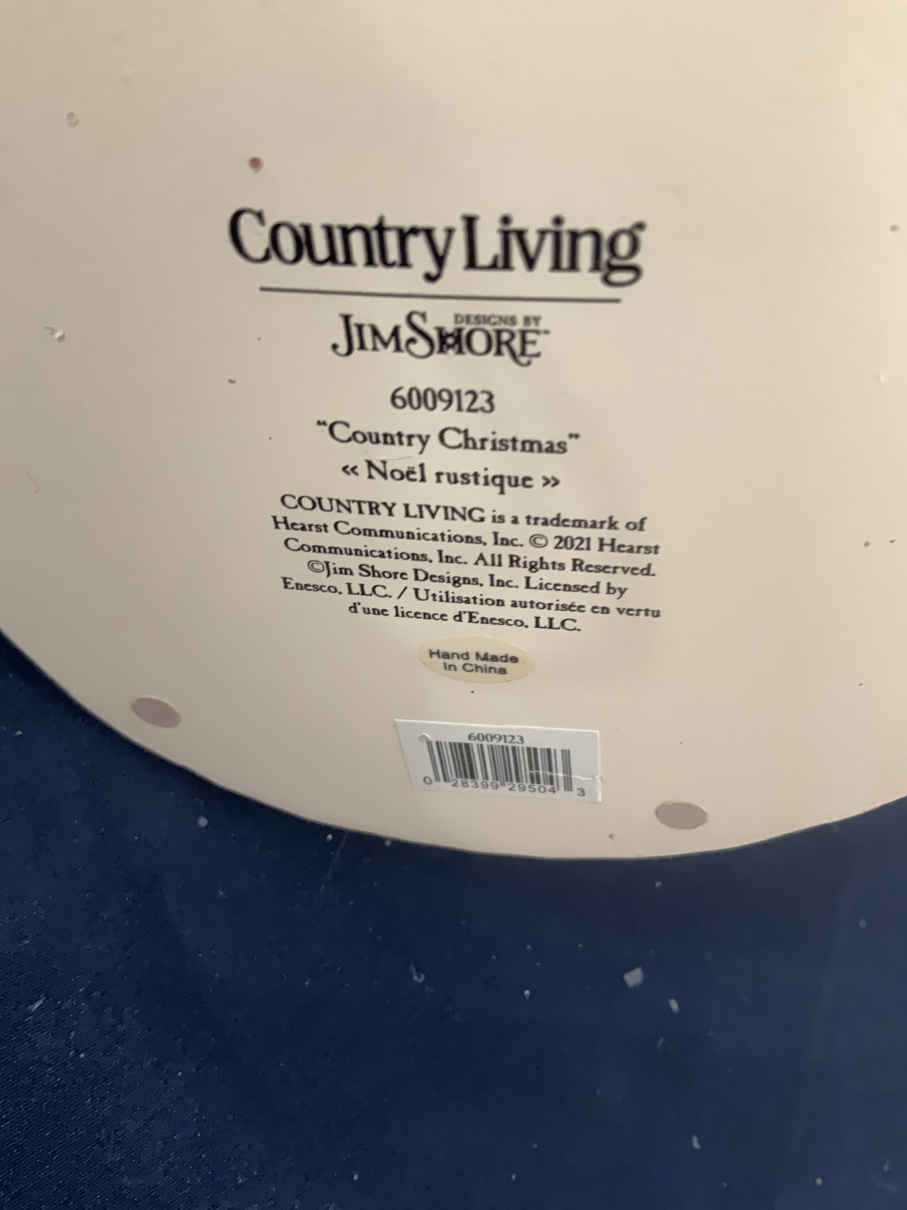 Country Living
DESIGNS BY
JIM SHORE™
6009123
“Country Christmas”
« Noël rustique »
COUNTRY LIVING is a trademark of
Hearst Communications, Inc. © 2021 Hearst
Communications, Inc. All Rights Reserved.
©Jim Shore Designs, Inc. Licensed by
Enesco, LLC. / Utilisation autorisée en vertu
d'une licence d'Enesco, LLC.
Hand Made
In China
6009123
0 28399 29504 3